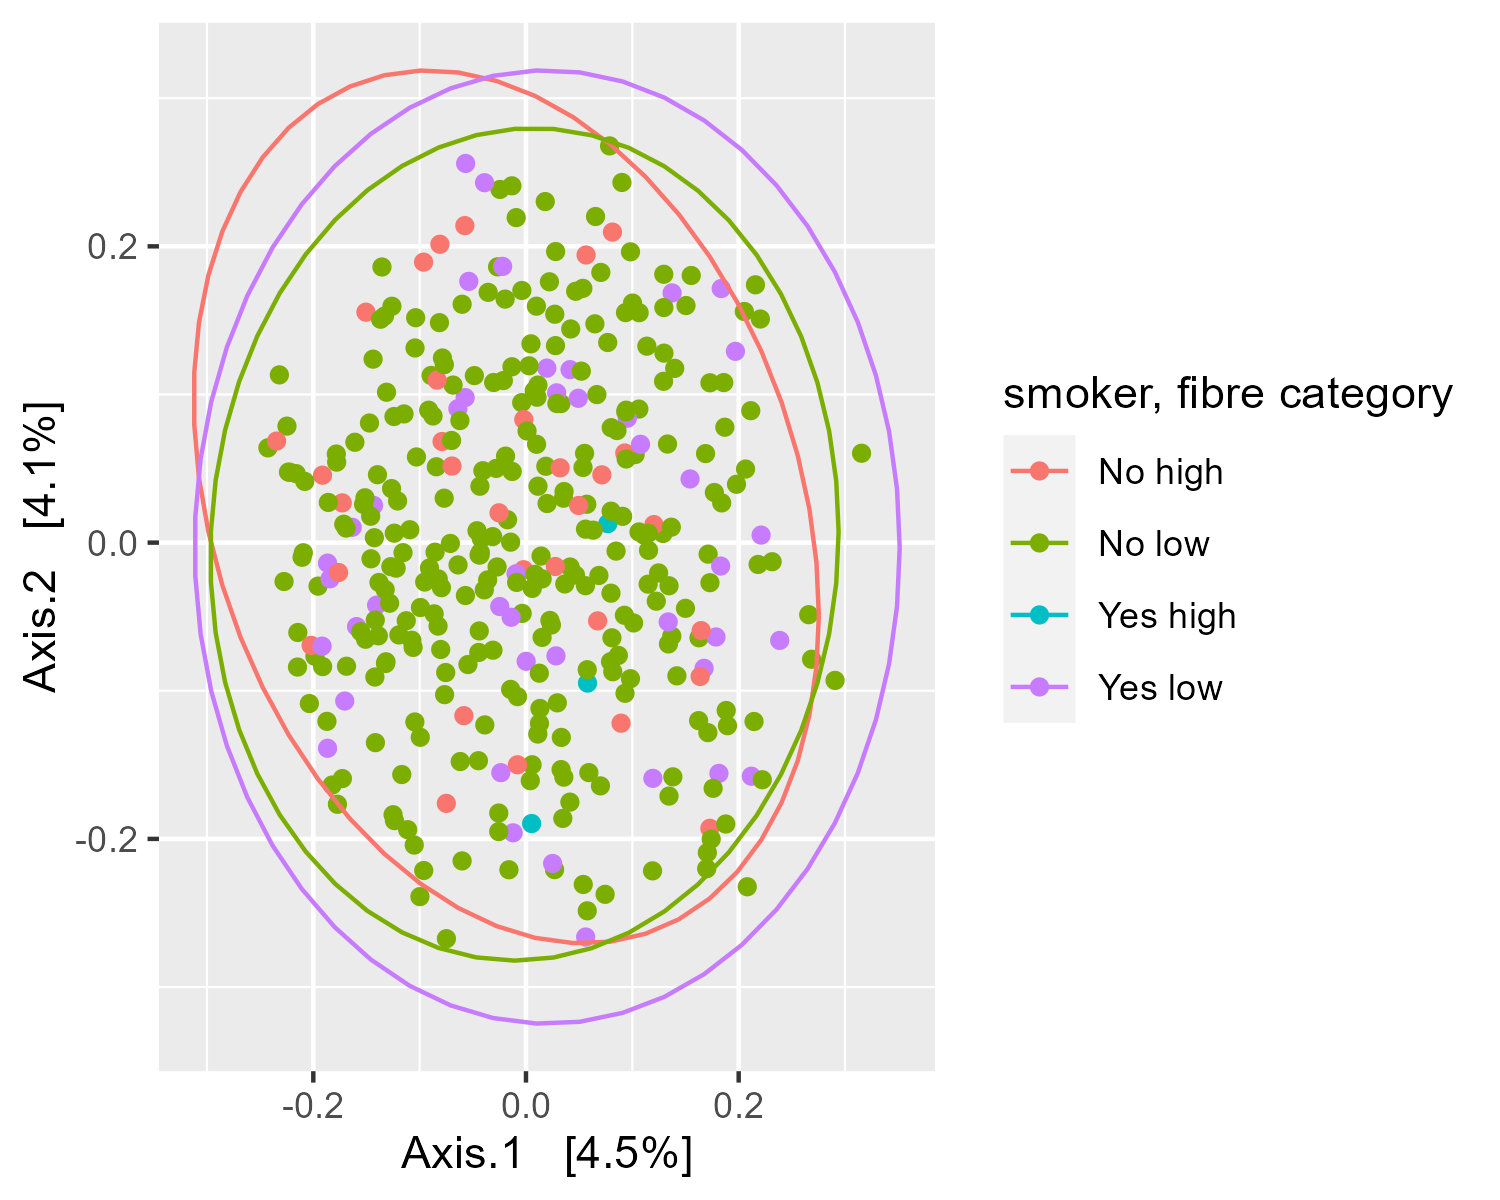 0.2
0.0
-0.2
Axis.2 [4.1%]
-0.2 0.0 0.2
Axis.1 [4.5%]
smoker, fibre category
No high
No low
Yes high
Yes low